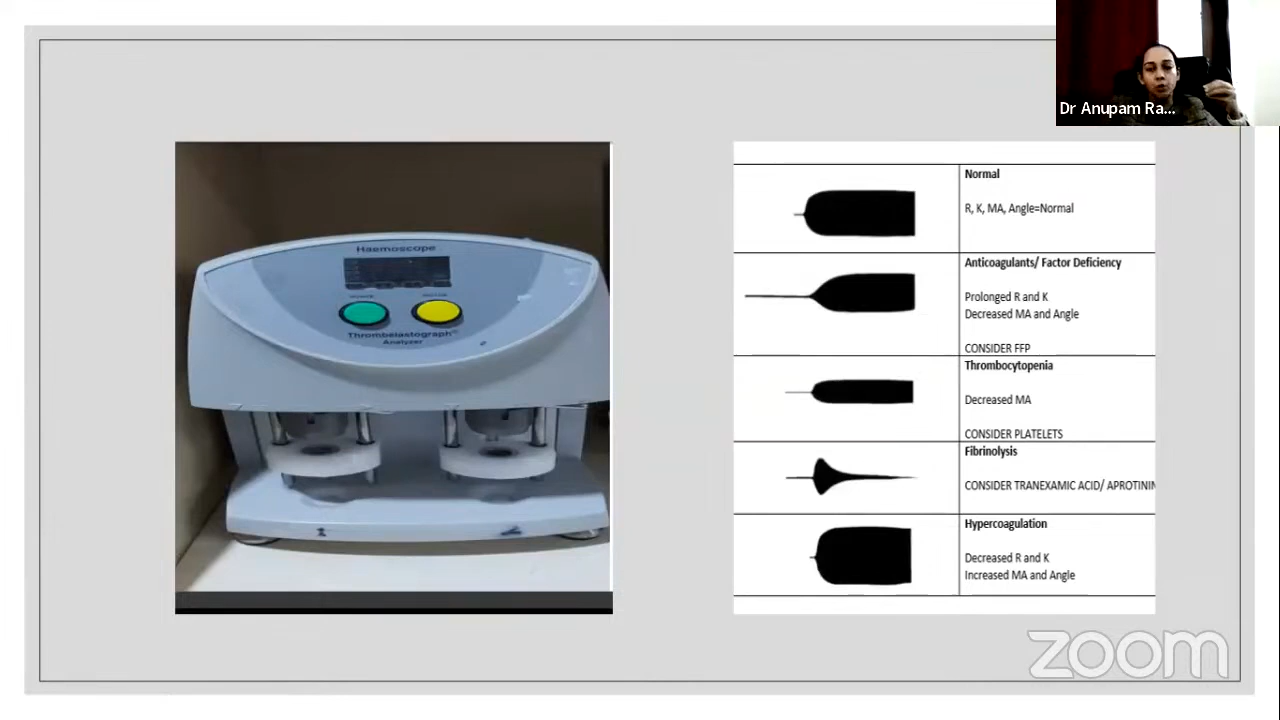 Dr Anupam Ra...
Haemoscope
Thrombelastograph®
Analyzer
1
2
Normal
R, K, MA, Angle=Normal
Anticoagulants/ Factor Deficiency
Prolonged R and K
Decreased MA and Angle
CONSIDER FFP
Thrombocytopenia
Decreased MA
CONSIDER PLATELETS
Fibrinolysis
CONSIDER TRANEXAMIC ACID/ APROTININ
Hypercoagulation
Decreased R and K
Increased MA and Angle
zoom